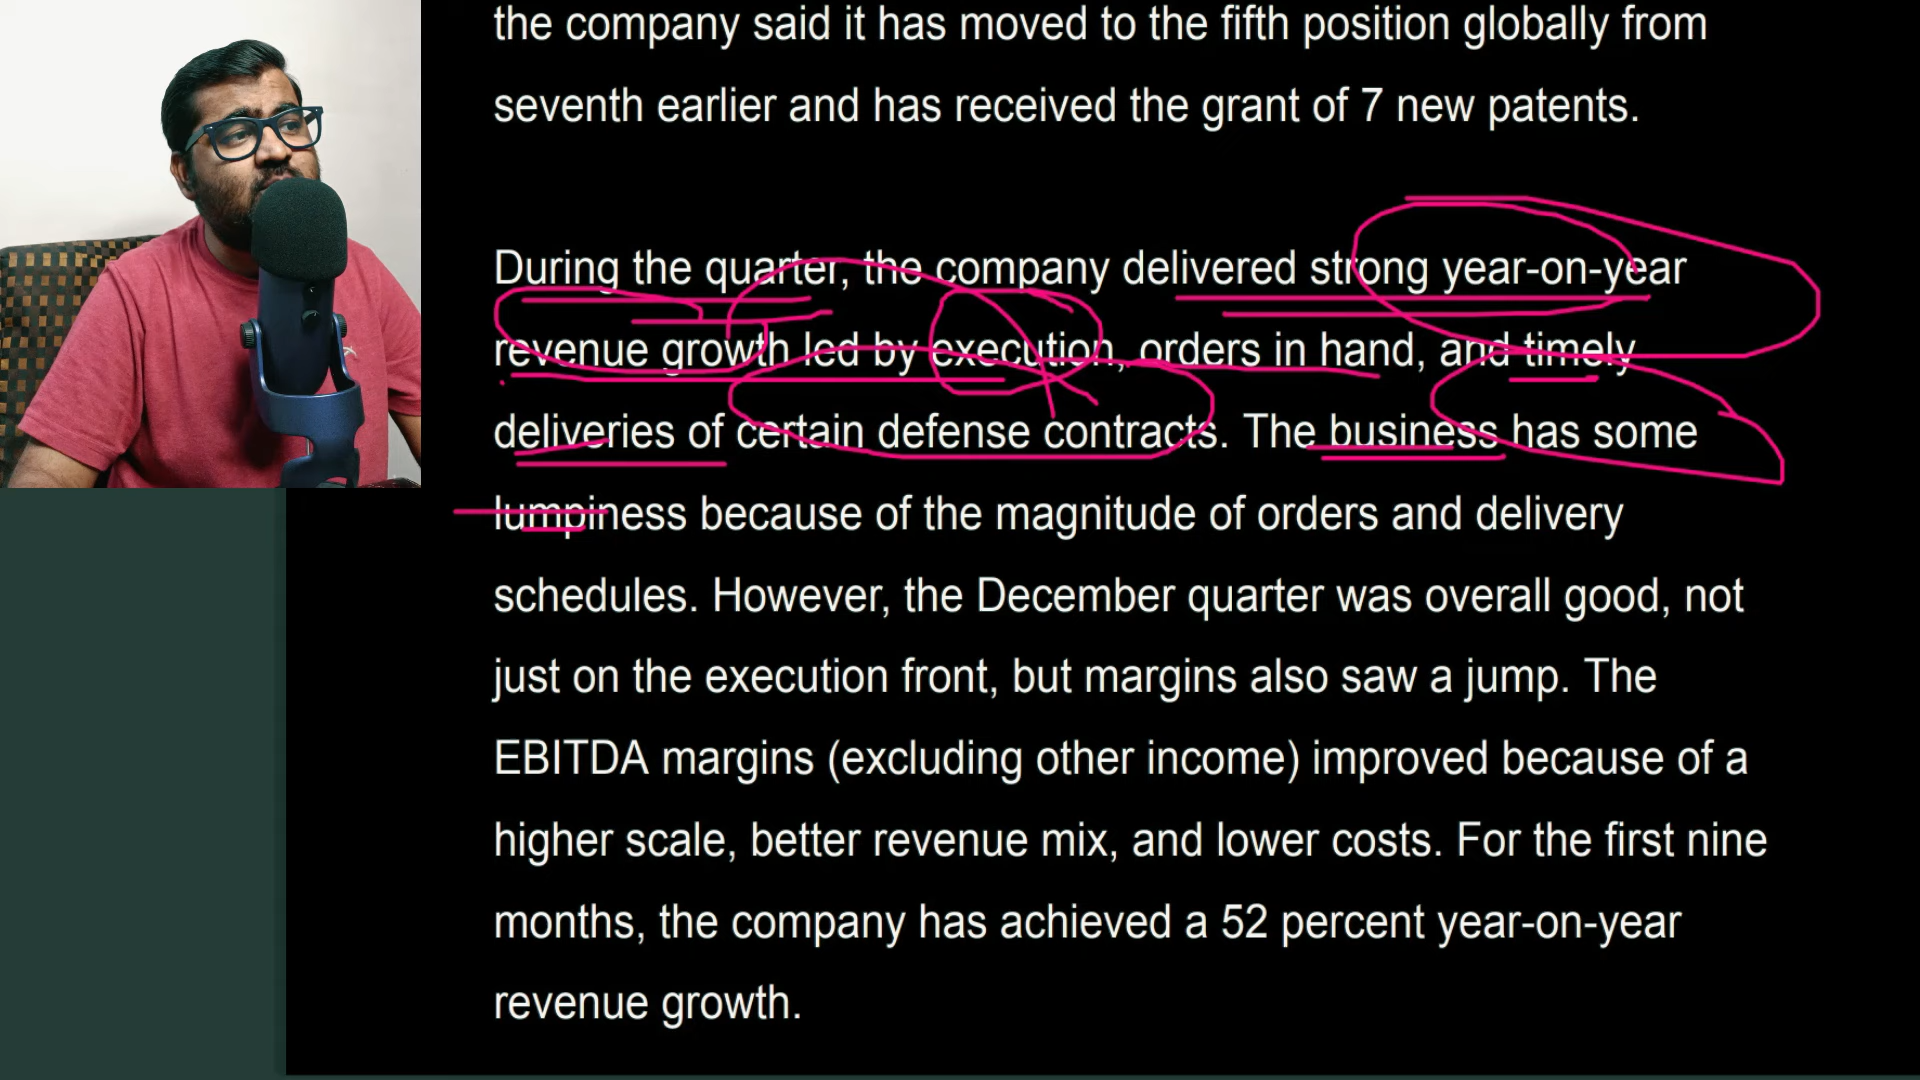 the company said it has moved to the fifth position globally from
seventh earlier and has received the grant of 7 new patents.
During the quarter, the company delivered strong year-on-year
revenue growth led by execution, orders in hand, and timely
deliveries of certain defense contracts. The business has some
lumpiness because of the magnitude of orders and delivery
schedules. However, the December quarter was overall good, not
just on the execution front, but margins also saw a jump. The
EBITDA margins (excluding other income) improved because of a
higher scale, better revenue mix, and lower costs. For the first nine
months, the company has achieved a 52 percent year-on-year
revenue growth.